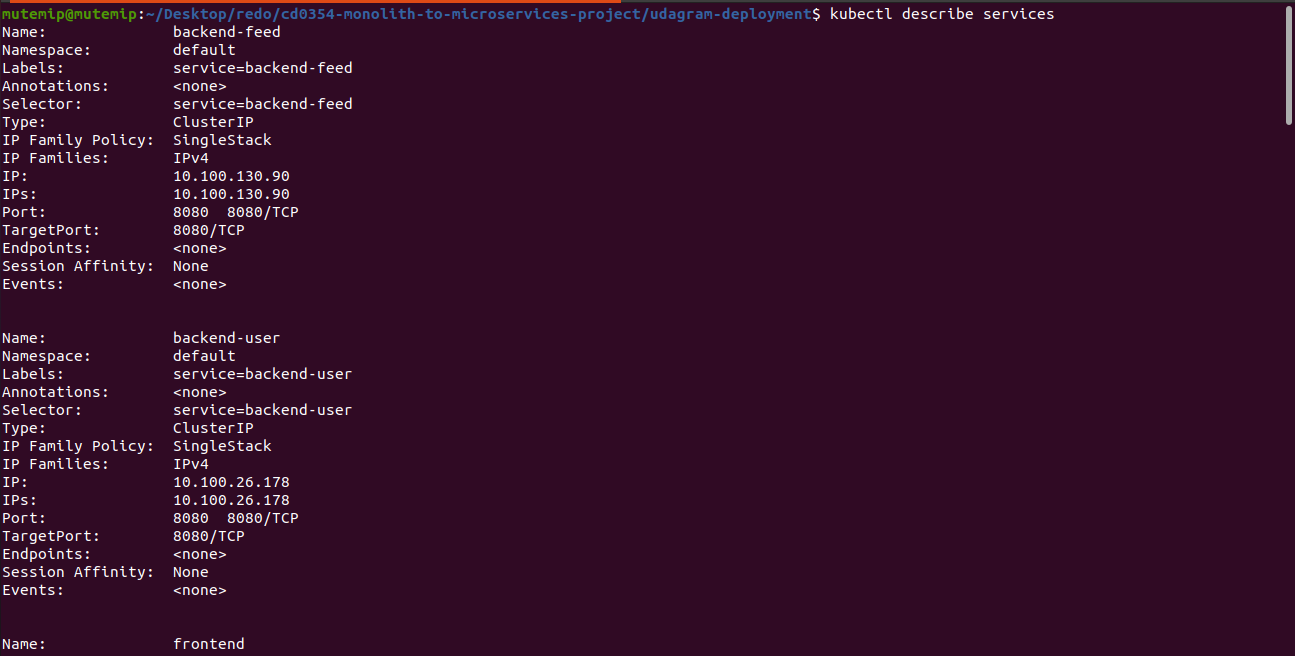 mutemip@mutemip:~/Desktop/redo/cd0354-monolith-to-microservices-project/udagram-deployment$ kubectl describe services
Name:              backend-feed
Namespace:         default
Labels:            service=backend-feed
Annotations:       <none>
Selector:          service=backend-feed
Type:              ClusterIP
IP Family Policy:  SingleStack
IP Families:       IPv4
IP:                10.100.130.90
IPs:               10.100.130.90
Port:              8080  8080/TCP
TargetPort:        8080/TCP
Endpoints:         <none>
Session Affinity:  None
Events:            <none>
Name:              backend-user
Namespace:         default
Labels:            service=backend-user
Annotations:       <none>
Selector:          service=backend-user
Type:              ClusterIP
IP Family Policy:  SingleStack
IP Families:       IPv4
IP:                10.100.26.178
IPs:               10.100.26.178
Port:              8080  8080/TCP
TargetPort:        8080/TCP
Endpoints:         <none>
Session Affinity:  None
Events:            <none>
Name:              frontend